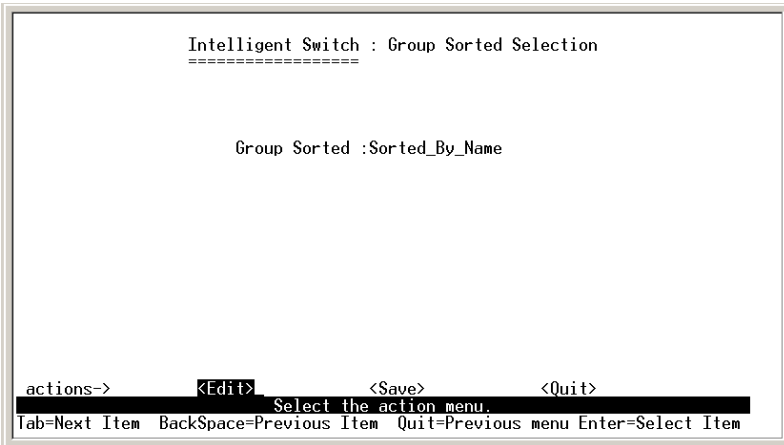 Intelligent Switch : Group Sorted Selection
==================
Group Sorted :Sorted_By_Name
actions-> <Edit> <Save> <Quit>
Select the action menu.
Tab=Next Item BackSpace=Previous Item Quit=Previous menu Enter=Select Item